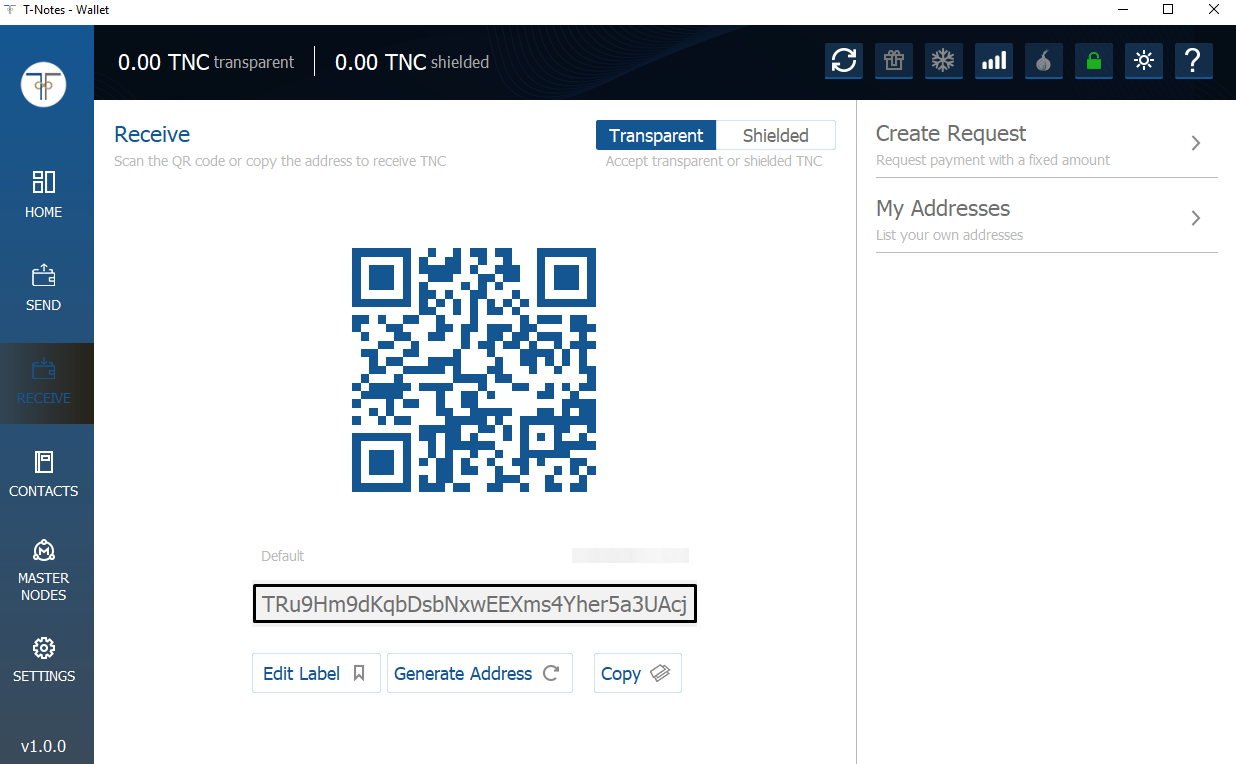 T-Notes - Wallet
0.00 TNC transparent
0.00 TNC shielded
?
HOME
SEND
RECEIVE
CONTACTS
MASTER
NODES
SETTINGS
v1.0.0
Receive
Scan the QR code or copy the address to receive TNC
Transparent
Shielded
Accept transparent or shielded TNC
Default
TRu9Hm9dKqbDsbNxwEEXms4Yher5a3UAcj
Edit Label
Generate Address
Copy
Create Request
Request payment with a fixed amount
My Addresses
List your own addresses